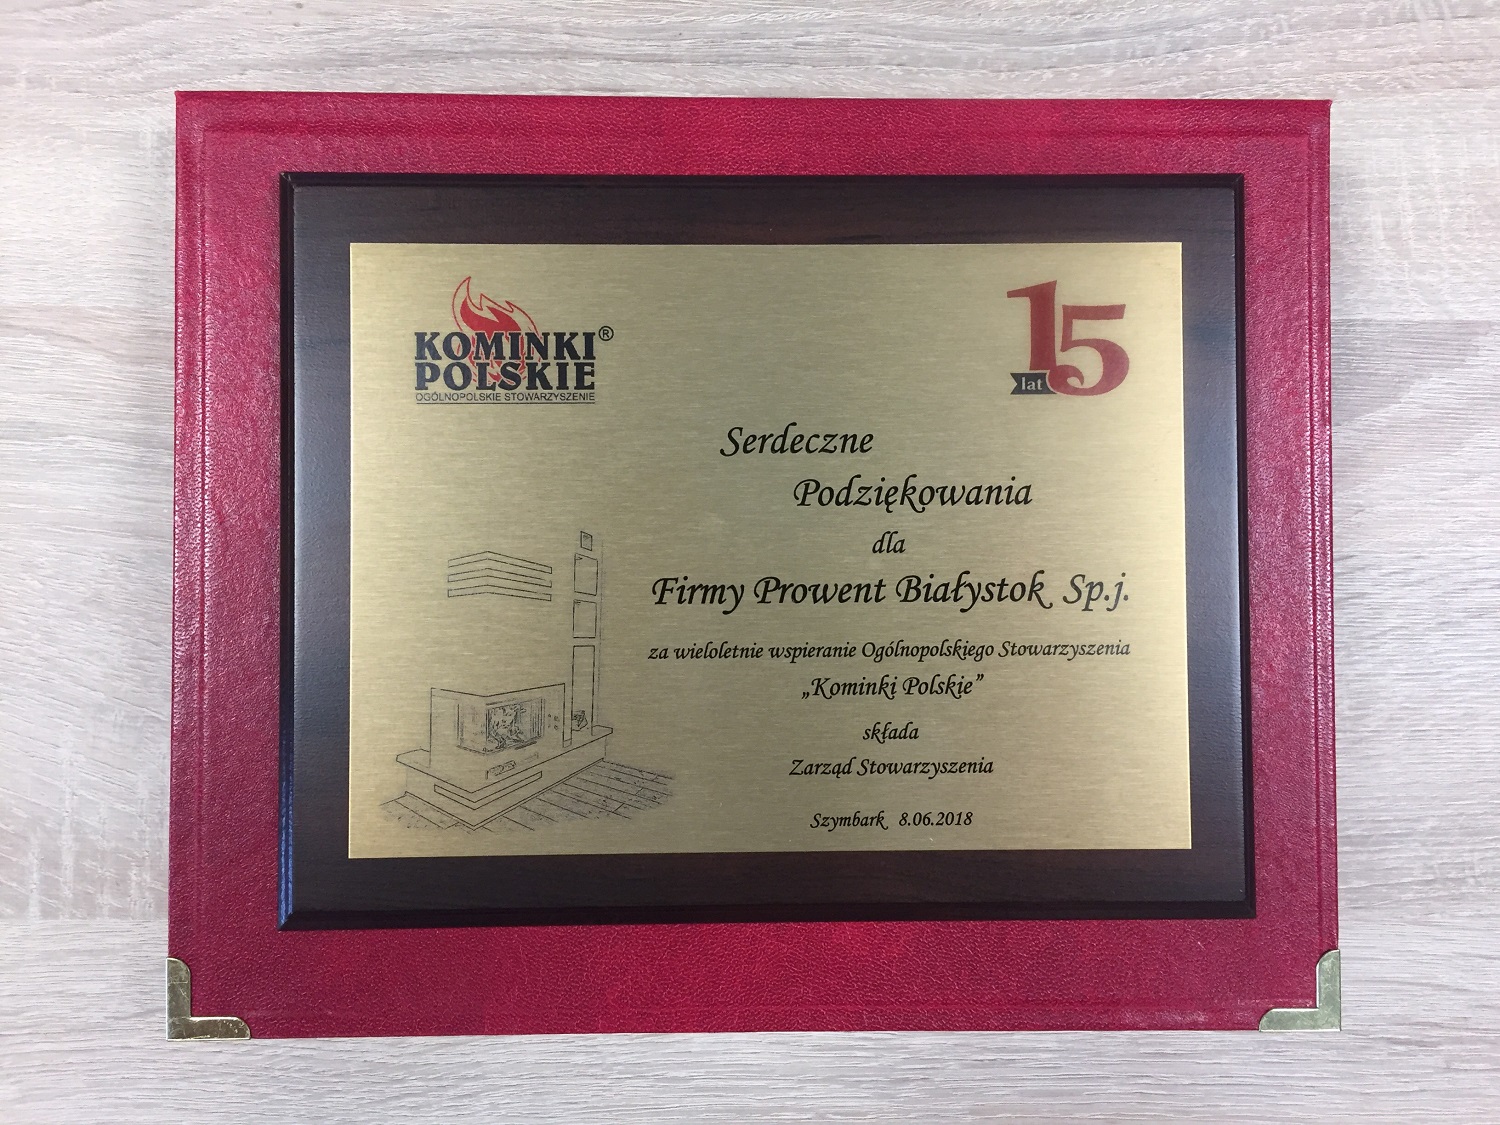 KOMINKI®
POLSKIE
OGÓLNOPOLSKIE STOWARZYSZENIE
15
lat
Serdeczne
Podziękowania
dla
Firmy Prowent Białystok Sp.j.
za wieloletnie wspieranie Ogólnopolskiego Stowarzyszenia
„Kominki Polskie”
składa
Zarząd Stowarzyszenia
Szymbark 8.06.2018